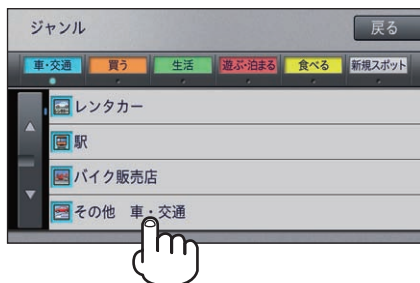 ジャンル 戻る
車・交通 買う 生活 遊ぶ・泊まる 食べる 新規スポット
レンタカー
駅
バイク販売店
その他 車・交通